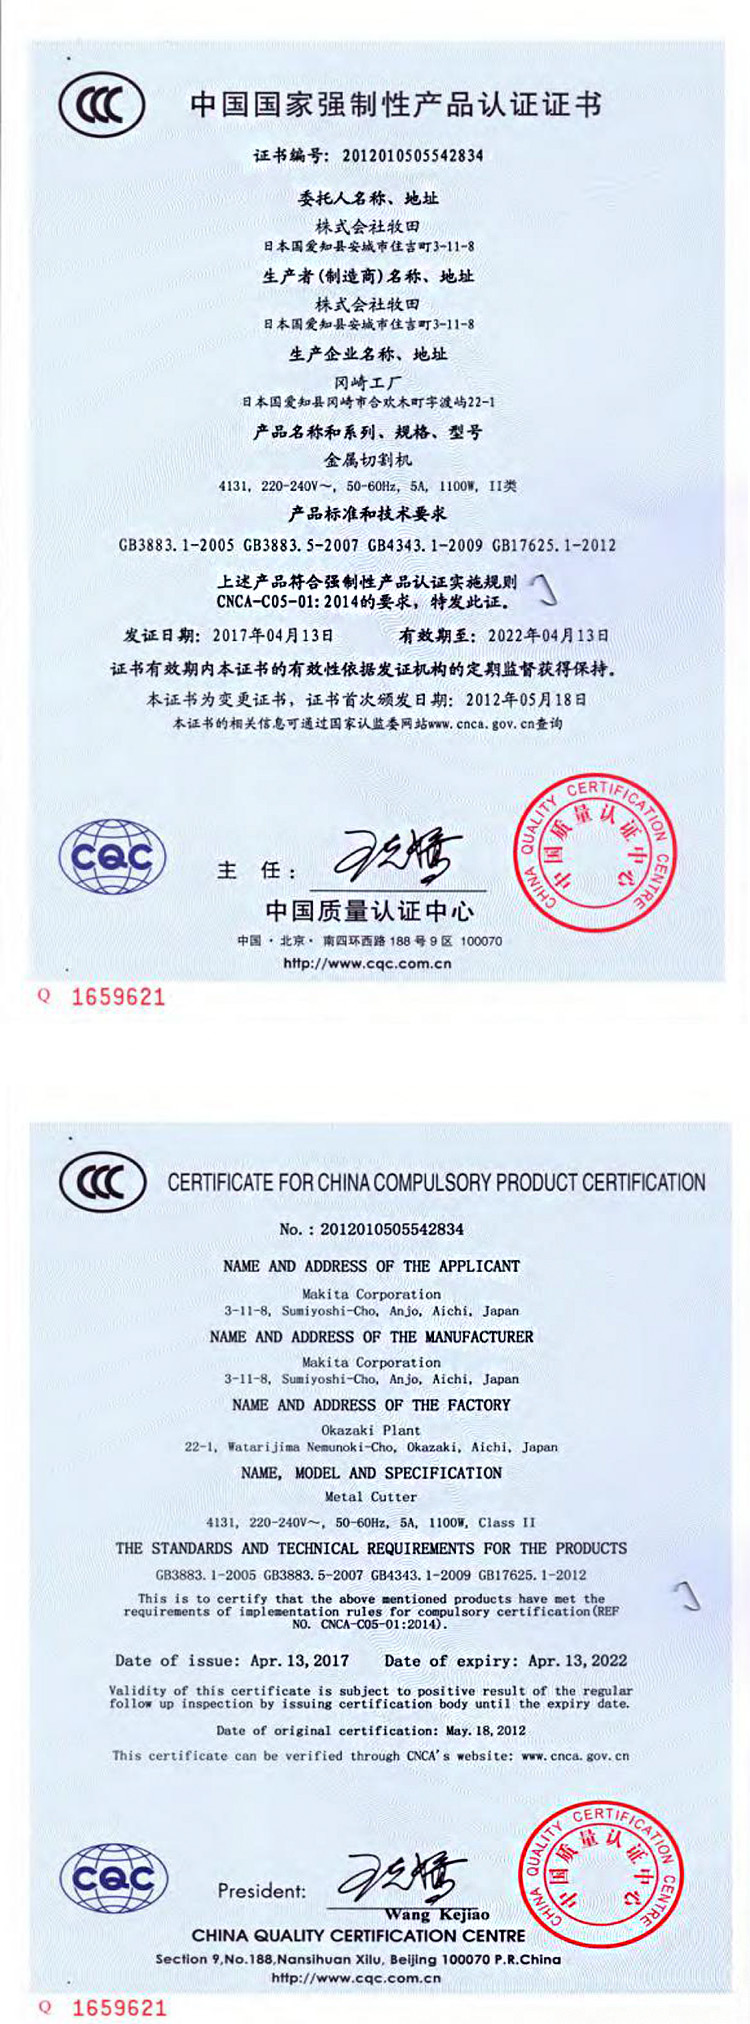 CCC 中国国家强制性产品认证证书
证书编号: 2012010505542834
委托人名称、地址
株式会社牧田
日本国爱知县安城市住吉町3-11-8
生产者(制造商)名称、地址
株式会社牧田
日本国爱知县安城市住吉町3-11-8
生产企业名称、地址
冈崎工厂
日本国爱知县冈崎市合欢木町字渡屿22-1
产品名称和系列、规格、型号
金属切割机
4131, 220-240V～, 50-60Hz, 5A, 1100W, II类
产品标准和技术要求
GB3883.1-2005 GB3883.5-2007 GB4343.1-2009 GB17625.1-2012
上述产品符合强制性产品认证实施规则
CNCA-C05-01:2014的要求, 特发此证。
发证日期: 2017年04月13日 有效期至: 2022年04月13日
证书有效期内本证书的有效性依据发证机构的定期监督获得保持。
本证书为变更证书, 证书首次颁发日期: 2012年05月18日
本证书的相关信息可通过国家认监委网站www.cnca.gov.cn查询
CQC
主 任:
CHINA QUALITY CERTIFICATION CENTRE
中国质量认证中心
中国质量认证中心
中国·北京·南四环西路188号9区 100070
http://www.cqc.com.cn
Q 1659621
CCC CERTIFICATE FOR CHINA COMPULSORY PRODUCT CERTIFICATION
No.: 2012010505542834
NAME AND ADDRESS OF THE APPLICANT
Makita Corporation
3-11-8, Sumiyoshi-Cho, Anjo, Aichi, Japan
NAME AND ADDRESS OF THE MANUFACTURER
Makita Corporation
3-11-8, Sumiyoshi-Cho, Anjo, Aichi, Japan
NAME AND ADDRESS OF THE FACTORY
Okazaki Plant
22-1, Watarijima Nemunoki-Cho, Okazaki, Aichi, Japan
NAME, MODEL AND SPECIFICATION
Metal Cutter
4131, 220-240V～, 50-60Hz, 5A, 1100W, Class II
THE STANDARDS AND TECHNICAL REQUIREMENTS FOR THE PRODUCTS
GB3883.1-2005 GB3883.5-2007 GB4343.1-2009 GB17625.1-2012
This is to certify that the above mentioned products have met the
requirements of implementation rules for compulsory certification(REF
NO. CNCA-C05-01:2014).
Date of issue: Apr.13,2017 Date of expiry: Apr.13,2022
Validity of this certificate is subject to positive result of the regular
follow up inspection by issuing certification body until the expiry date.
Date of original certification: May.18,2012
This certificate can be verified through CNCA's website: www.cnca.gov.cn
CQC
President:
Wang Kejiao
CHINA QUALITY CERTIFICATION CENTRE
中国质量认证中心
CHINA QUALITY CERTIFICATION CENTRE
Section 9,No.188,Nansihuan Xilu, Beijing 100070 P.R.China
http://www.cqc.com.cn
Q 1659621